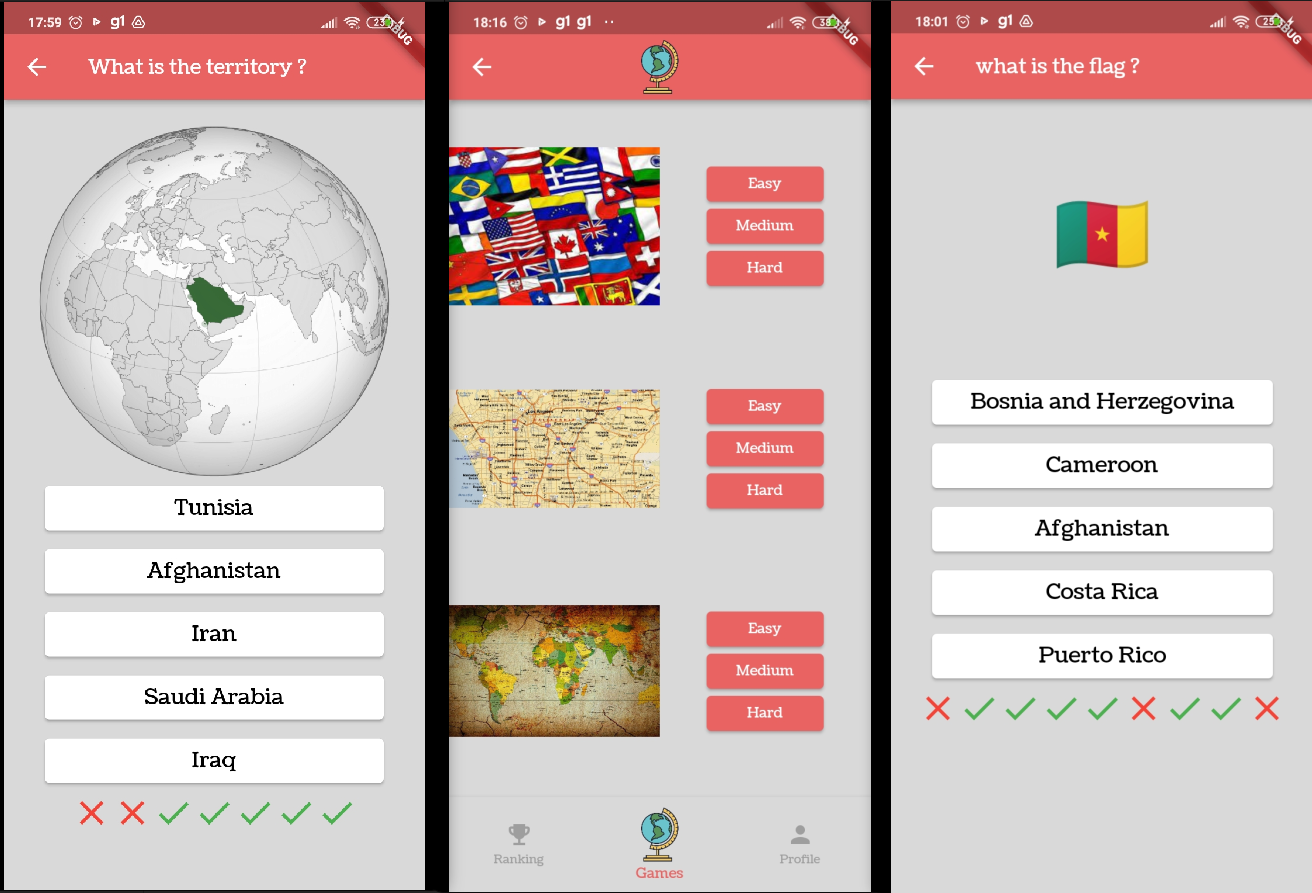 17:59 g1 23
DEBUG
What is the territory ?
Tunisia
Afghanistan
Iran
Saudi Arabia
Iraq
18:16 g1 g1 38
DEBUG
Easy
Medium
Hard
Easy
Medium
Hard
Easy
Medium
Hard
Ranking
Games
Profile
18:01 g1 25
DEBUG
what is the flag ?
Bosnia and Herzegovina
Cameroon
Afghanistan
Costa Rica
Puerto Rico